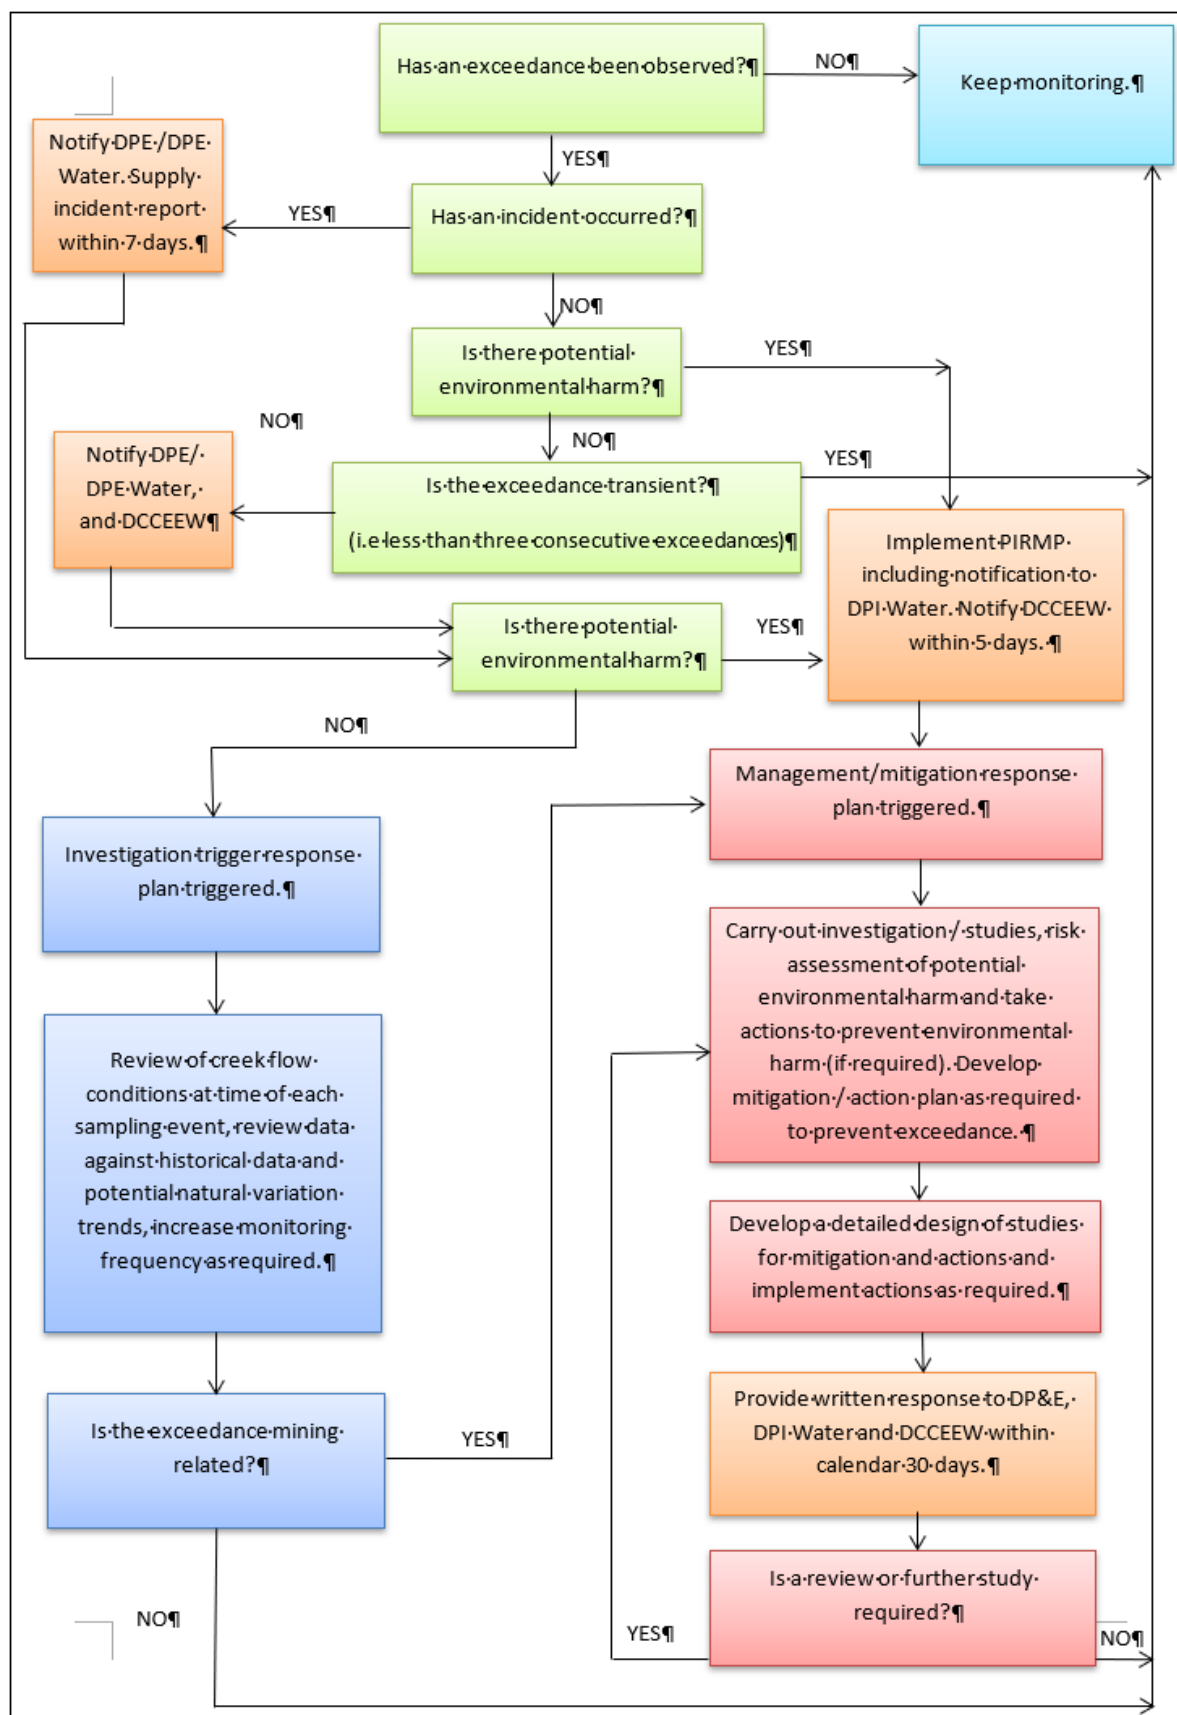 Has·an·exceedance·been·observed?¶
NO¶
Keep·monitoring.¶
YES¶
Notify·DPE·/DPE·
Water.·Supply·
incident·report·
within·7·days.¶
YES¶
Has·an·incident·occurred?¶
NO¶
Is·there·potential·
environmental·harm?¶
YES¶
NO¶
NO¶
Notify·DPE/·
DPE·Water,·
and·DCCEEW¶
Is·the·exceedance·transient?¶
(i.e·less·than·three·consecutive·exceedances)¶
YES¶
Implement·PIRMP·
including·notification·to·
DPI·Water.·Notify·DCCEEW·
within·5·days.·¶
Is·there·potential·
environmental·harm?¶
YES¶
NO¶
Management/mitigation·response·
plan·triggered.¶
Investigation·trigger·response·
plan·triggered.¶
Carry·out·investigation·/·studies,·risk·
assessment·of·potential·
environmental·harm·and·take·
actions·to·prevent·environmental·
harm·(if·required).·Develop·
mitigation·/·action·plan·as·required·
to·prevent·exceedance.·¶
Review·of·creek·flow·
conditions·at·time·of·each·
sampling·event,·review·data·
against·historical·data·and·
potential·natural·variation·
trends,·increase·monitoring·
frequency·as·required.¶
Develop·a·detailed·design·of·studies·
for·mitigation·and·actions·and·
implement·actions·as·required.¶
Is·the·exceedance·mining·
related?¶
YES¶
Provide·written·response·to·DP&E,·
DPI·Water·and·DCCEEW·within·
calendar·30·days.¶
Is·a·review·or·further·study·
required?¶
NO¶
YES¶
NO¶